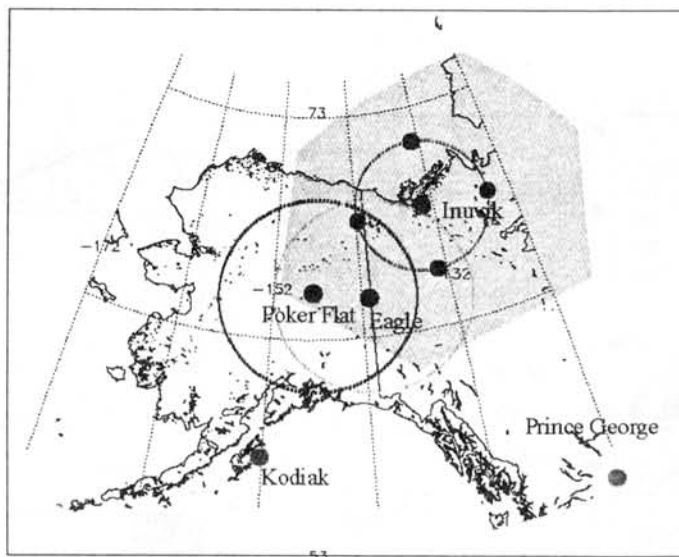 73
Inuvik
-172
132
-152
Poker Flat
Eagle
Prince George
Kodiak
53